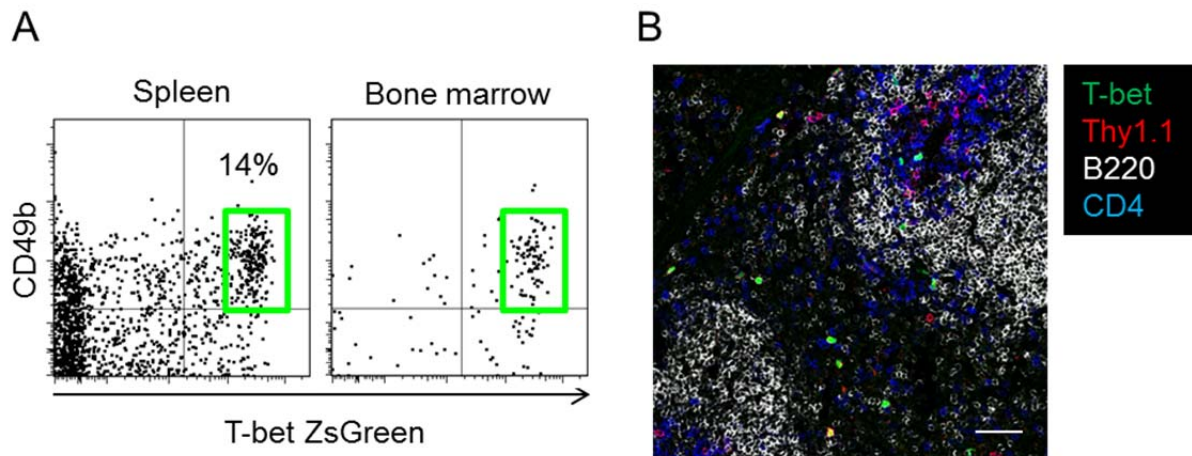 A
Spleen
Bone marrow
14%
CD49b
T-bet ZsGreen
B
T-bet
Thy1.1
B220
CD4